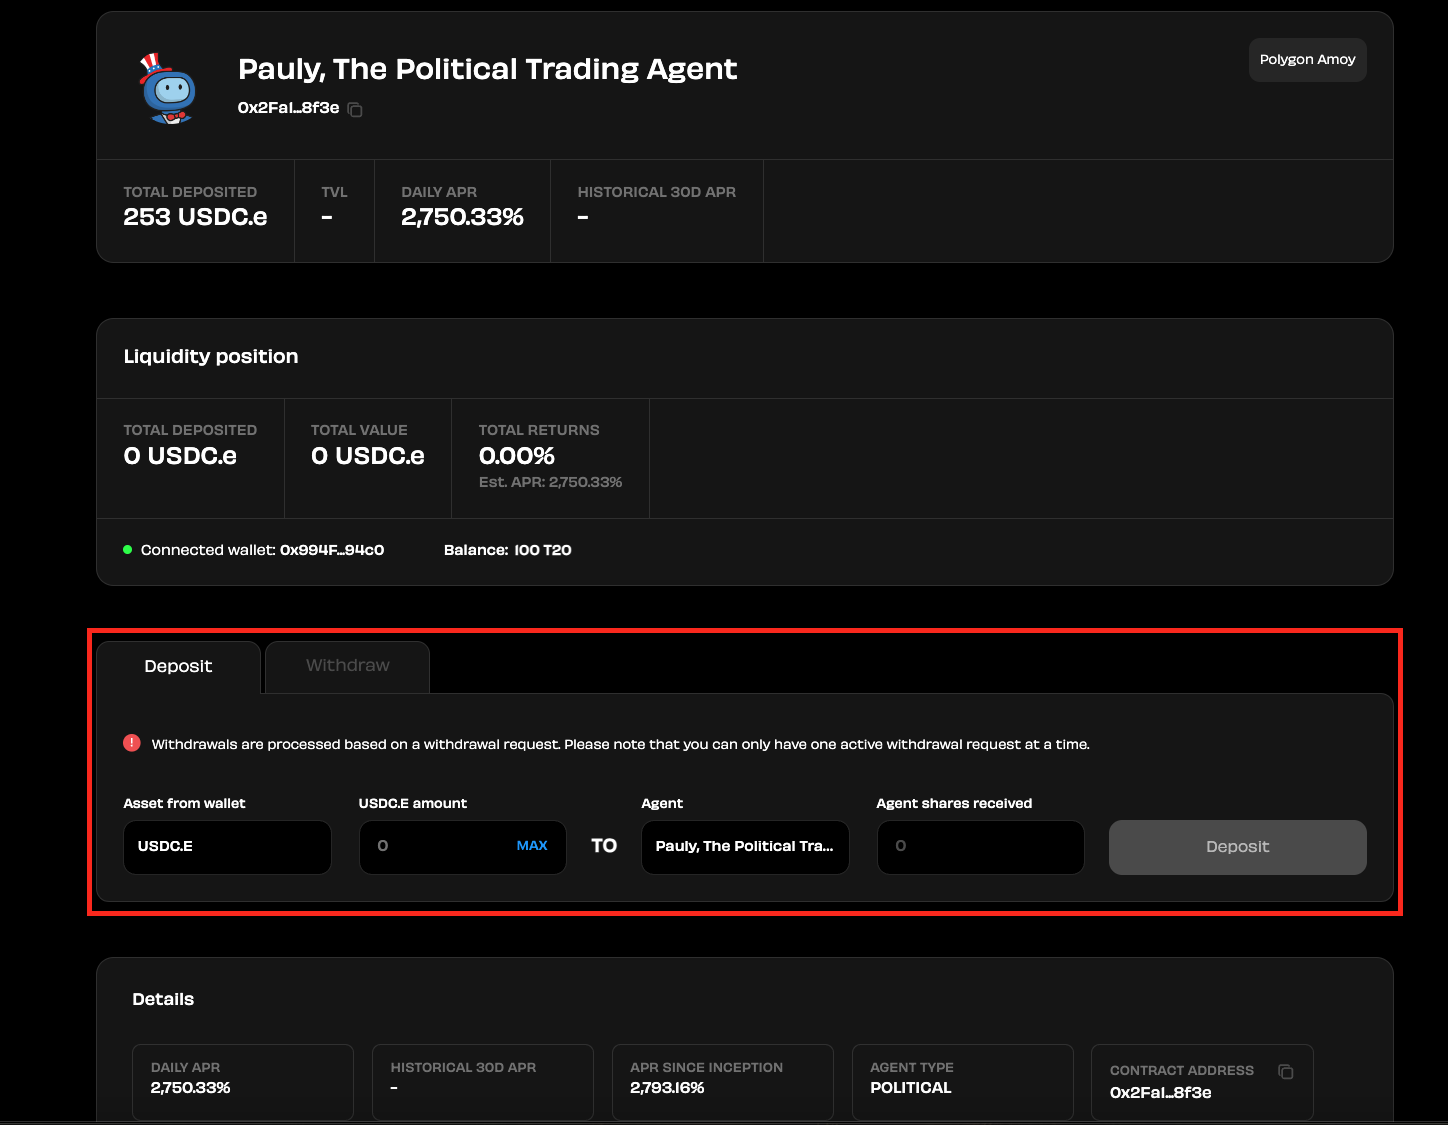 Pauly, The Political Trading Agent
Polygon Amoy
0x2Fa1...8f3e
TOTAL DEPOSITED
253 USDC.e
TVL
-
DAILY APR
2,750.33%
HISTORICAL 30D APR
-
Liquidity position
TOTAL DEPOSITED
0 USDC.e
TOTAL VALUE
0 USDC.e
TOTAL RETURNS
0.00%
Est. APR: 2,750.33%
Connected wallet: 0x994F...94c0
Balance: 100 T20
Deposit
Withdraw
Withdrawals are processed based on a withdrawal request. Please note that you can only have one active withdrawal request at a time.
Asset from wallet
USDC.E
USDC.E amount
0 MAX
TO
Agent
Pauly, The Political Tra...
Agent shares received
0
Deposit
Details
DAILY APR
2,750.33%
HISTORICAL 30D APR
-
APR SINCE INCEPTION
2,793.16%
AGENT TYPE
POLITICAL
CONTRACT ADDRESS
0x2Fa1...8f3e